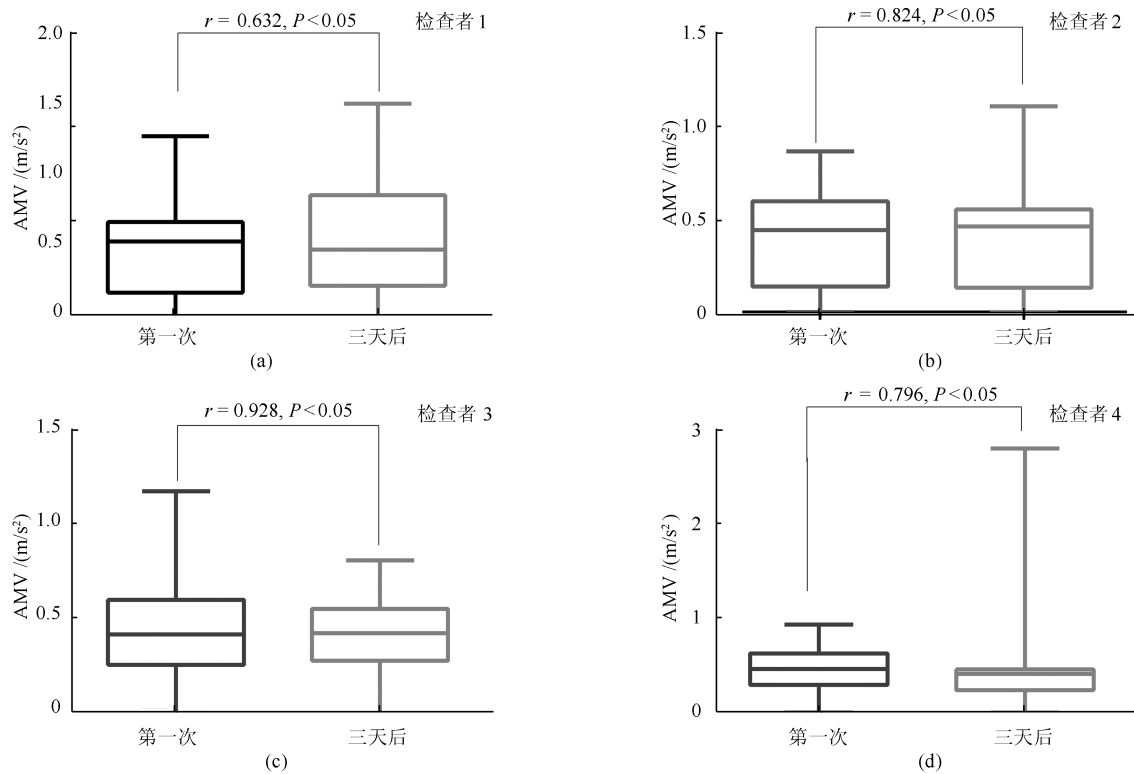 r = 0.632, P<0.05
检查者 1
2.0
1.5
1.0
0.5
0
AMV /(m/s²)
第一次
三天后
(a)
r = 0.824, P<0.05
检查者 2
1.5
1.0
0.5
0
AMV /(m/s²)
第一次
三天后
(b)
r = 0.928, P<0.05
检查者 3
1.5
1.0
0.5
0
AMV /(m/s²)
第一次
三天后
(c)
r = 0.796, P<0.05
检查者 4
3
2
1
0
AMV /(m/s²)
第一次
三天后
(d)